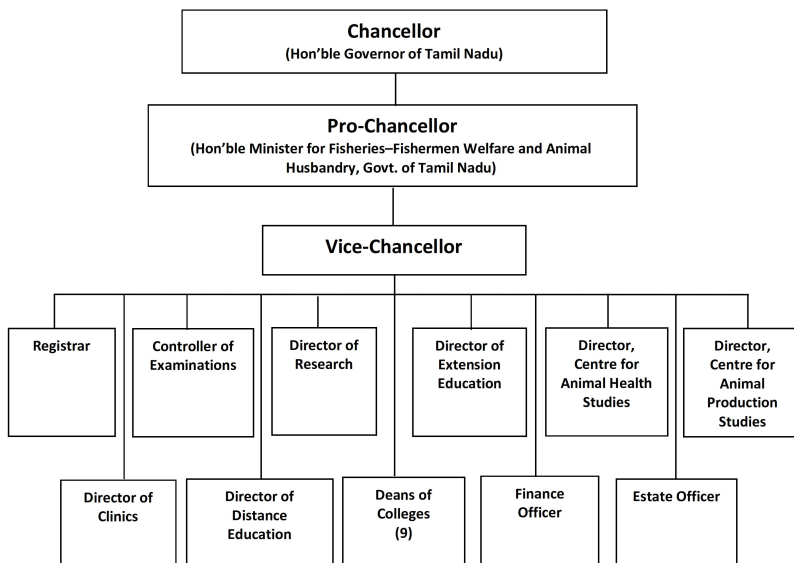 Chancellor
(Hon’ble Governor of Tamil Nadu)
Pro-Chancellor
(Hon’ble Minister for Fisheries–Fishermen Welfare and Animal
Husbandry, Govt. of Tamil Nadu)
Vice-Chancellor
Registrar
Controller of
Examinations
Director of
Research
Director of
Extension
Education
Director,
Centre for
Animal Health
Studies
Director,
Centre for
Animal
Production
Studies
Director of
Clinics
Director of
Distance
Education
Deans of
Colleges
(9)
Finance
Officer
Estate Officer